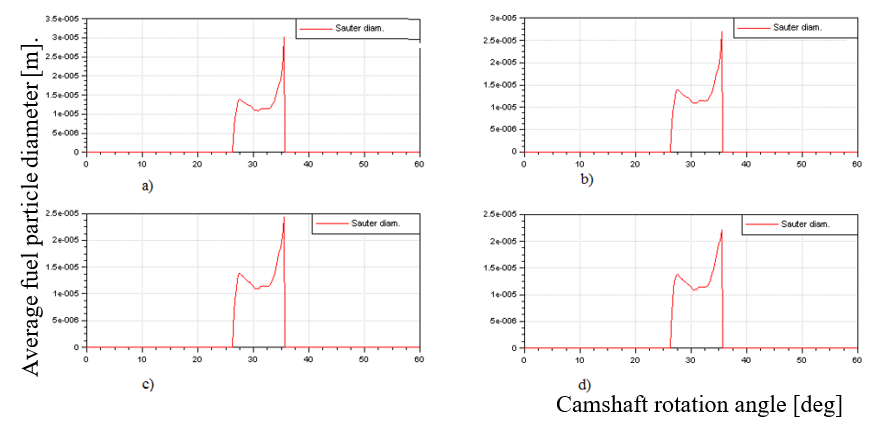 Average fuel particle diameter [m].
3.5e-005
3e-005
2.5e-005
2e-005
1.5e-005
1e-005
5e-006
0
0 10 20 30 40 50 60
Sauter diam.
a)
3e-005
2.5e-005
2e-005
1.5e-005
1e-005
5e-006
0
0 10 20 30 40 50 60
Sauter diam.
b)
2.5e-005
2e-005
1.5e-005
1e-005
5e-006
0
0 10 20 30 40 50 60
Sauter diam.
c)
2.5e-005
2e-005
1.5e-005
1e-005
5e-006
0
0 10 20 30 40 50 60
Sauter diam.
d)
Camshaft rotation angle [deg]